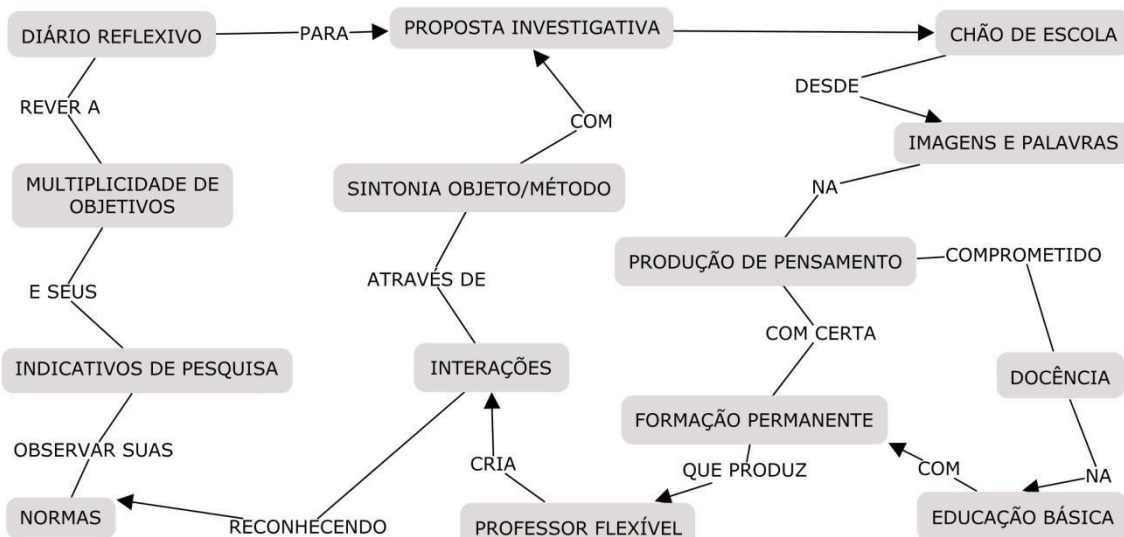 DIÁRIO REFLEXIVO
PARA
PROPOSTA INVESTIGATIVA
CHÃO DE ESCOLA
REVER A
DESDE
COM
IMAGENS E PALAVRAS
MULTIPLICIDADE DE
OBJETIVOS
SINTONIA OBJETO/MÉTODO
NA
PRODUÇÃO DE PENSAMENTO
COMPROMETIDO
ATRAVÉS DE
E SEUS
COM CERTA
INDICATIVOS DE PESQUISA
INTERAÇÕES
DOCÊNCIA
FORMAÇÃO PERMANENTE
OBSERVAR SUAS
CRIA
QUE PRODUZ
COM
NA
NORMAS
RECONHECENDO
PROFESSOR FLEXÍVEL
EDUCAÇÃO BÁSICA